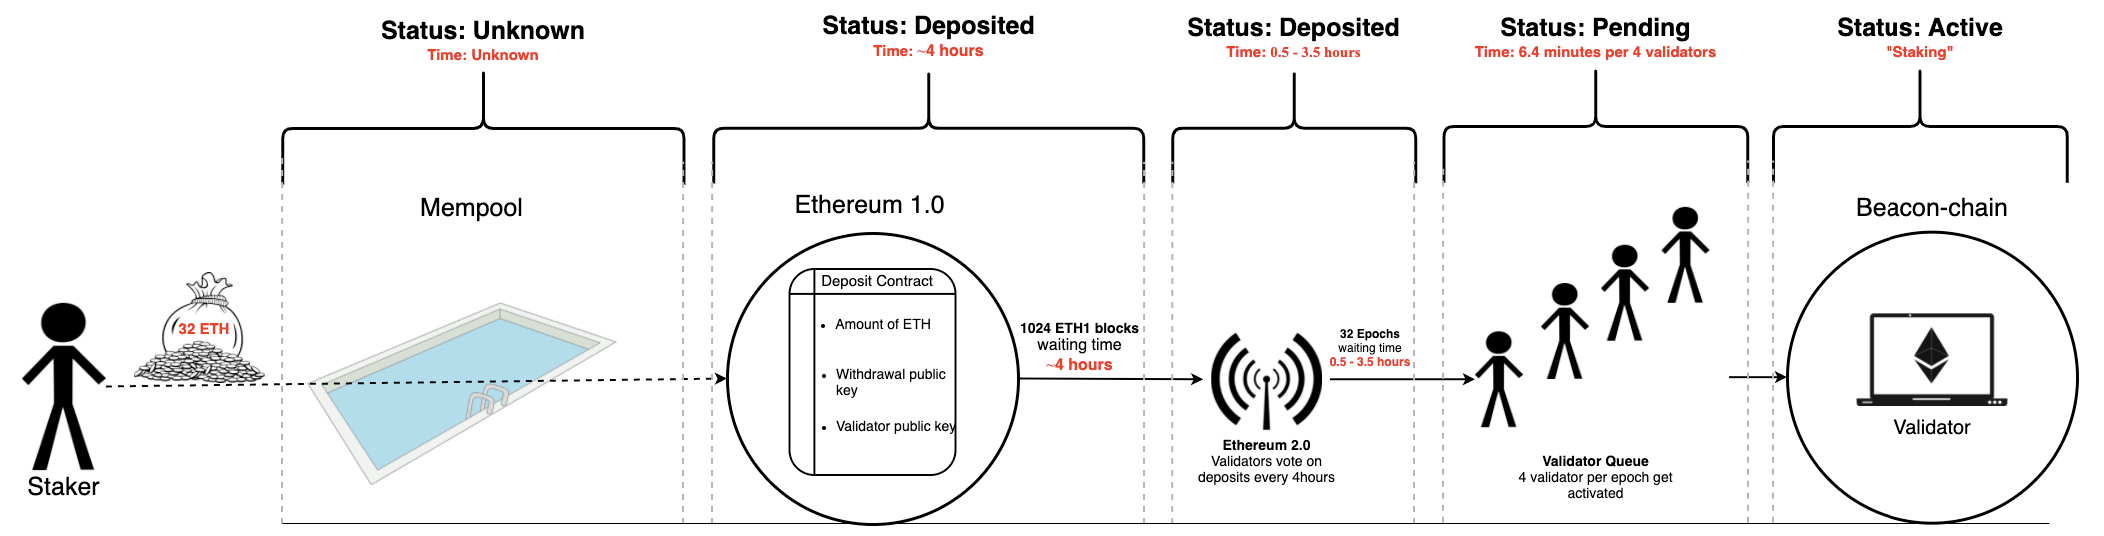 Status: Unknown
Time: Unknown
Status: Deposited
Time: ~4 hours
Status: Deposited
Time: 0.5 - 3.5 hours
Status: Pending
Time: 6.4 minutes per 4 validators
Status: Active
"Staking"
32 ETH
Staker
Mempool
Ethereum 1.0
Deposit Contract
• Amount of ETH
• Withdrawal public
key
• Validator public key
1024 ETH1 blocks
waiting time
~4 hours
Ethereum 2.0
Validators vote on
deposits every 4hours
32 Epochs
waiting time
0.5 - 3.5 hours
Validator Queue
4 validator per epoch get
activated
Beacon-chain
Validator